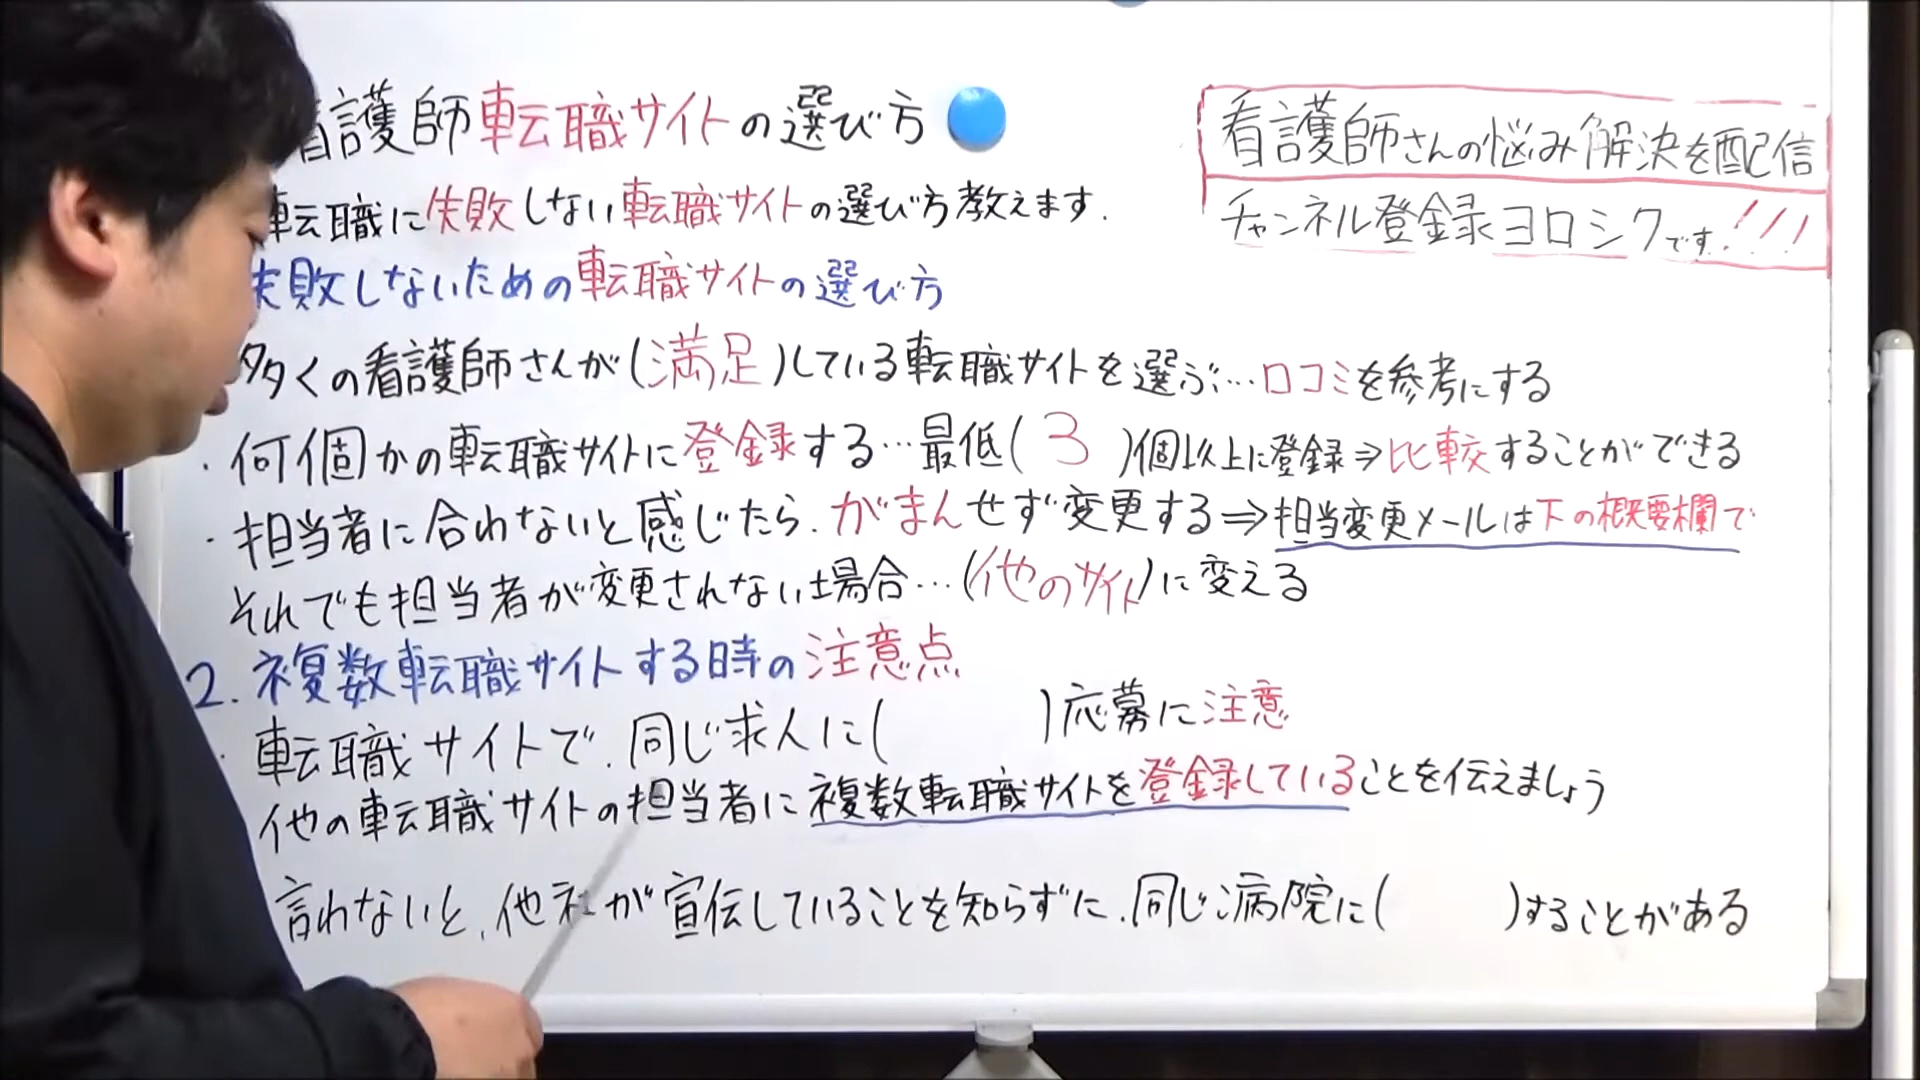 看護師転職サイトの選び方
看護師さんの悩み解決を配信
チャンネル登録ヨロシクです!!!
転職に失敗しない転職サイトの選び方教えます.
失敗しないための転職サイトの選び方
多くの看護師さんが(満足)している転職サイトを選ぶ…口コミを参考にする
・何個かの転職サイトに登録する…最低(3)個以上に登録⇒比較することができる
・担当者に合わないと感じたら、がまんせず変更する⇒担当変更メールは下の概要欄で
それでも担当者が変更されない場合…(他のサイト)に変える
2. 複数転職サイトする時の注意点
・転職サイトで、同じ求人に( )応募に注意
他の転職サイトの担当者に複数転職サイトを登録していることを伝えましょう
言わないと、他社が宣伝していることを知らずに、同じ病院に( )することがある